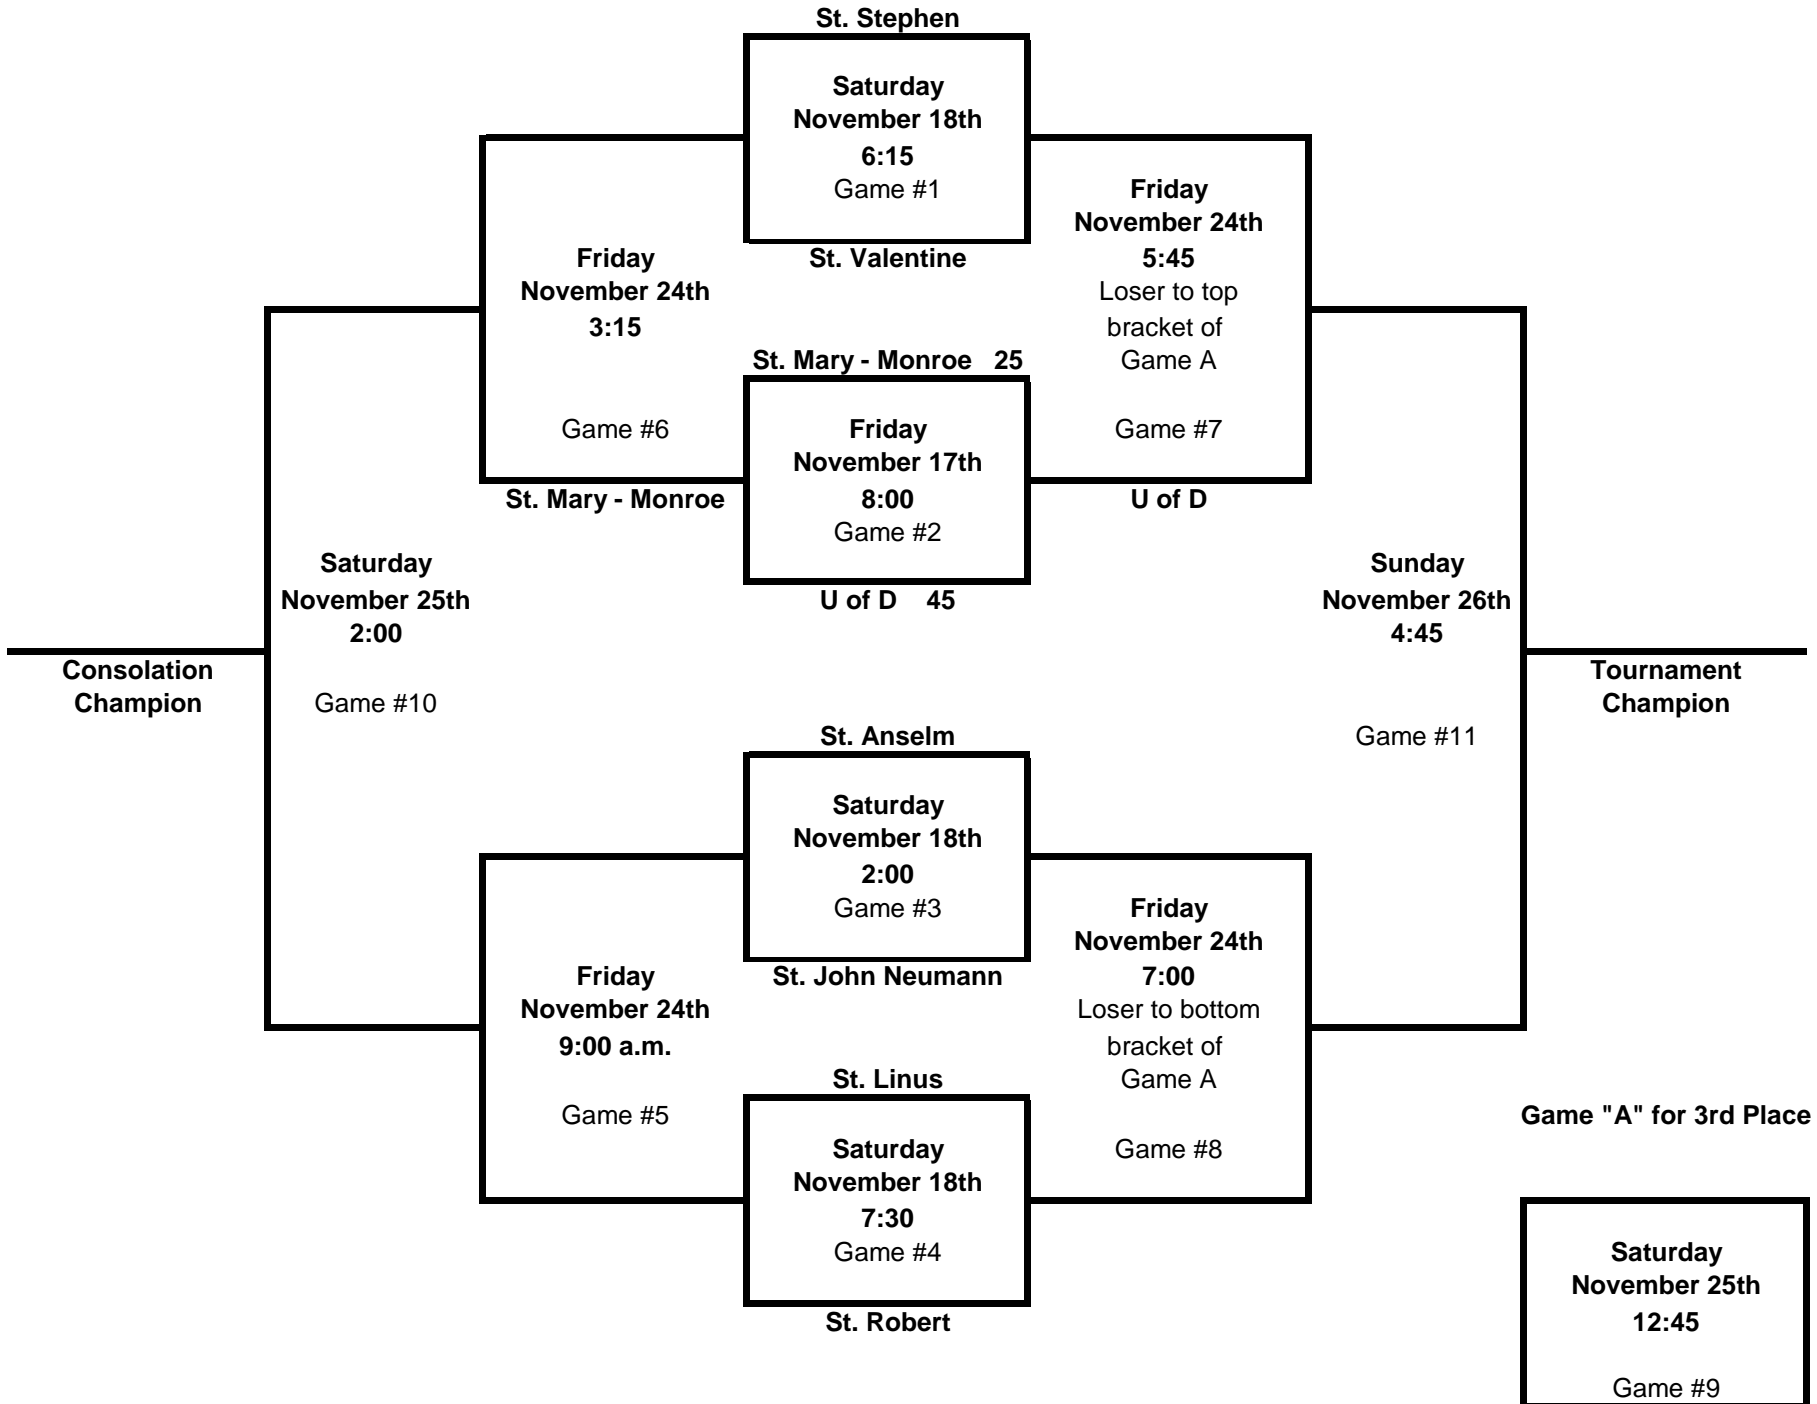 St. Stephen
Saturday
November 18th
6:15
Game #1
St. Valentine
Friday
November 24th
3:15
Game #6
St. Mary - Monroe
Friday
November 24th
5:45
Loser to top
bracket of
Game A
Game #7
U of D
St. Mary - Monroe 25
Friday
November 17th
8:00
Game #2
U of D 45
Saturday
November 25th
2:00
Game #10
Consolation
Champion
Sunday
November 26th
4:45
Game #11
Tournament
Champion
St. Anselm
Saturday
November 18th
2:00
Game #3
St. John Neumann
Friday
November 24th
9:00 a.m.
Game #5
Friday
November 24th
7:00
Loser to bottom
bracket of
Game A
Game #8
St. Linus
Saturday
November 18th
7:30
Game #4
St. Robert
Game "A" for 3rd Place
Saturday
November 25th
12:45
Game #9